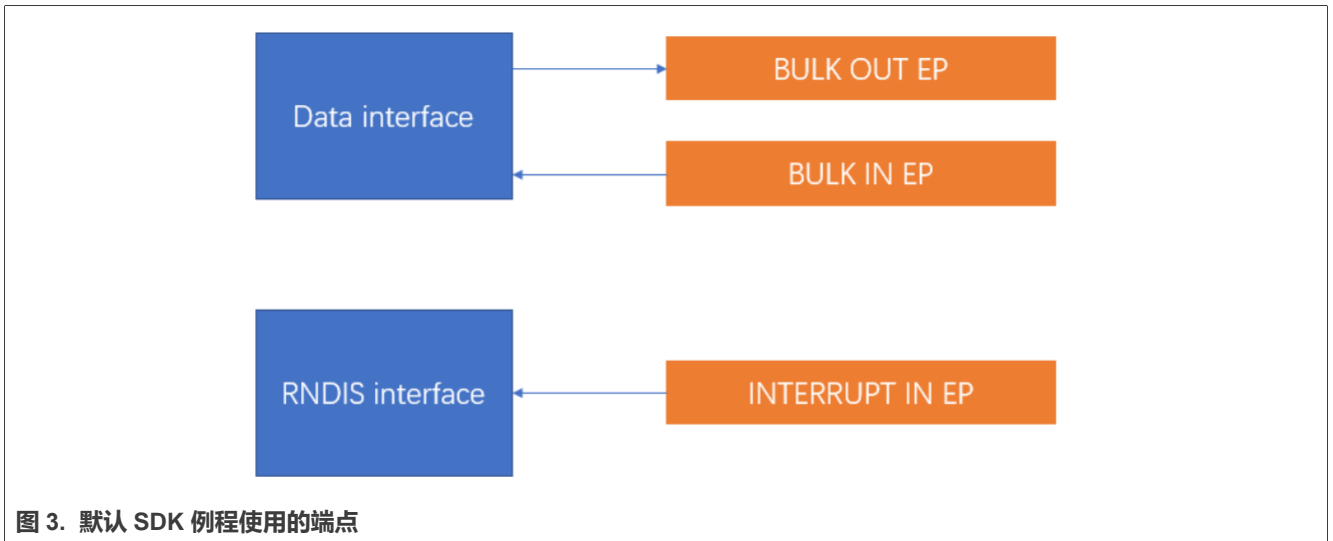 Data interface
BULK OUT EP
BULK IN EP
RNDIS interface
INTERRUPT IN EP
图 3. 默认 SDK 例程使用的端点